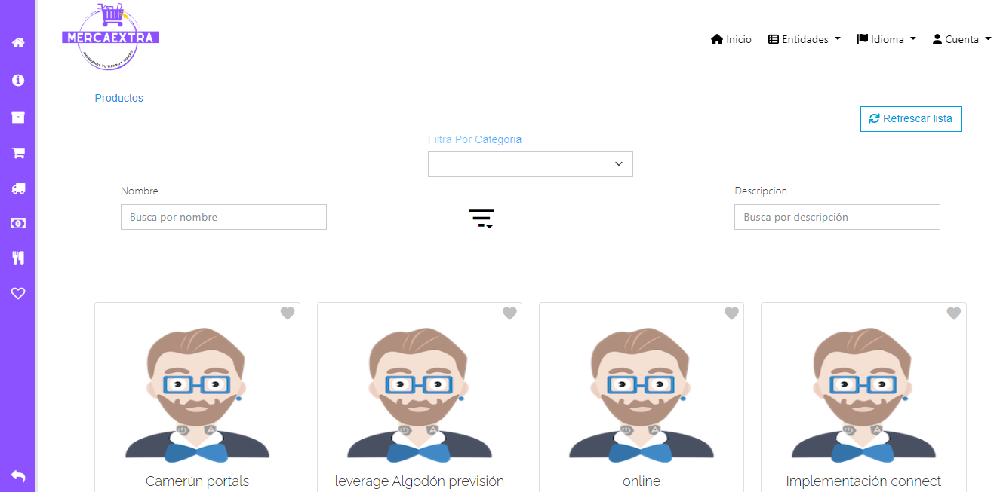 MERCAEXTRA
AHORRAMOS TU TIEMPO Y DINERO
Inicio
Entidades
Idioma
Cuenta
Productos
Refrescar lista
Filtra Por Categoria
Nombre
Descripcion
Busca por nombre
Busca por descripción
Camerún portals
leverage Algodón previsión
online
Implementación connect